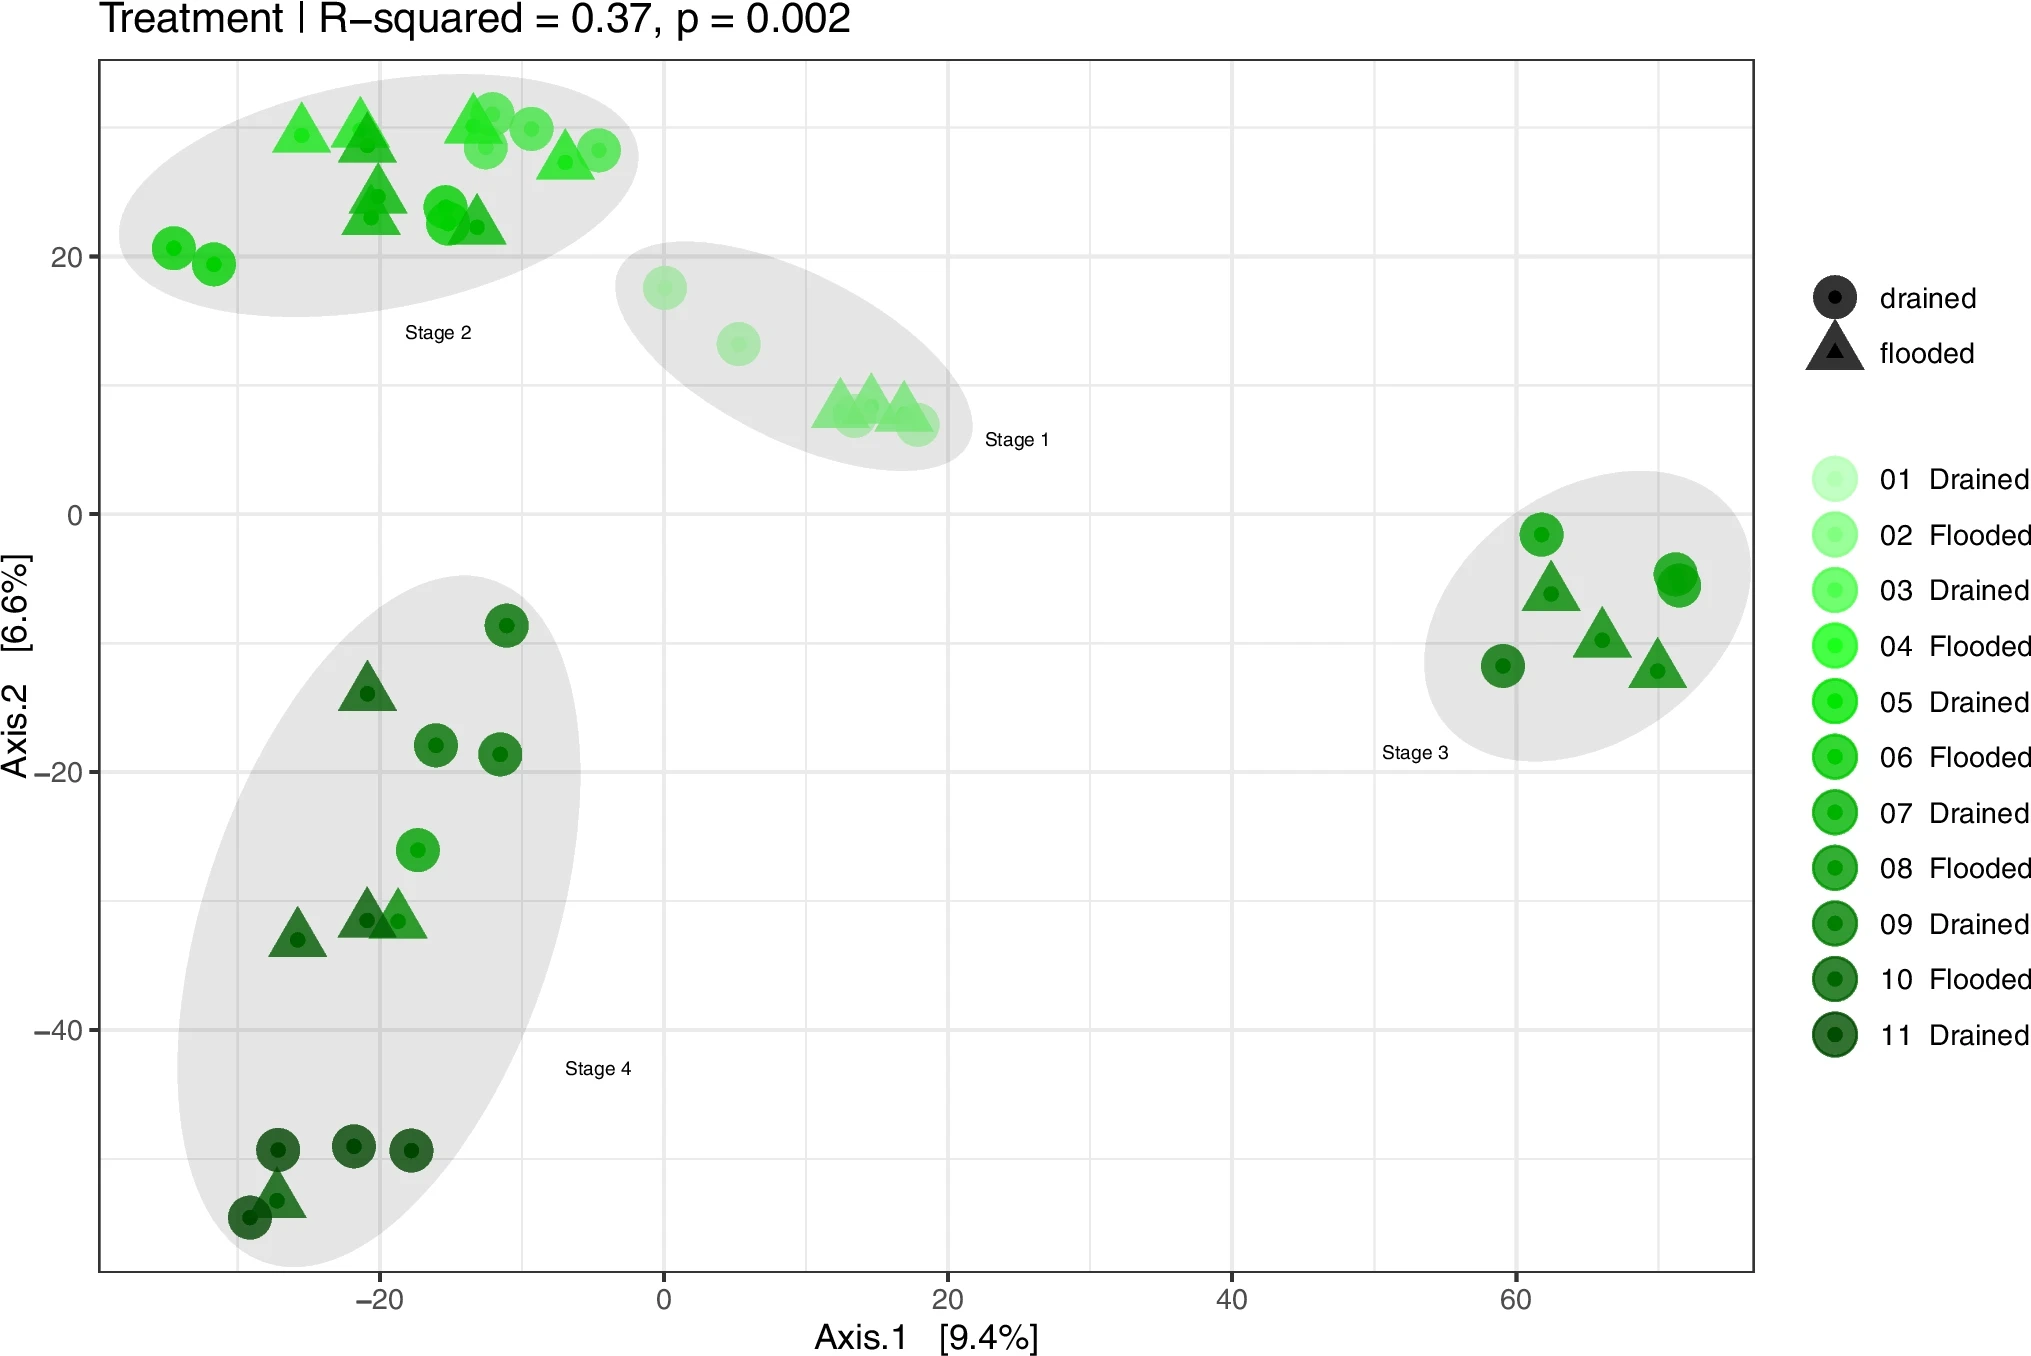 Treatment | R−squared = 0.37, p = 0.002
20
0
−20
−40
Axis.2 [6.6%]
Stage 2
Stage 1
Stage 3
Stage 4
−20
0
20
40
60
Axis.1 [9.4%]
drained
flooded
01 Drained
02 Flooded
03 Drained
04 Flooded
05 Drained
06 Flooded
07 Drained
08 Flooded
09 Drained
10 Flooded
11 Drained